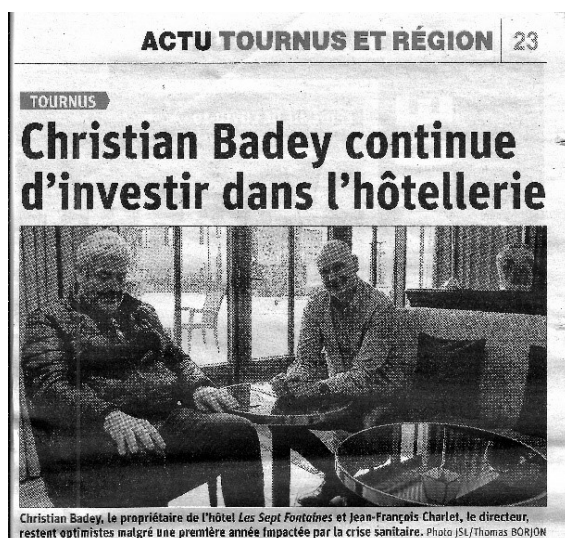 ACTU TOURNUS ET RÉGION 23
TOURNUS
Christian Badey continue
d'investir dans l'hôtellerie
Christian Badey, le propriétaire de l'hôtel Les Sept Fontaines et Jean-François Charlet, le directeur,
restent optimistes malgré une première année impactée par la crise sanitaire. Photo JSL/Thomas BORJON